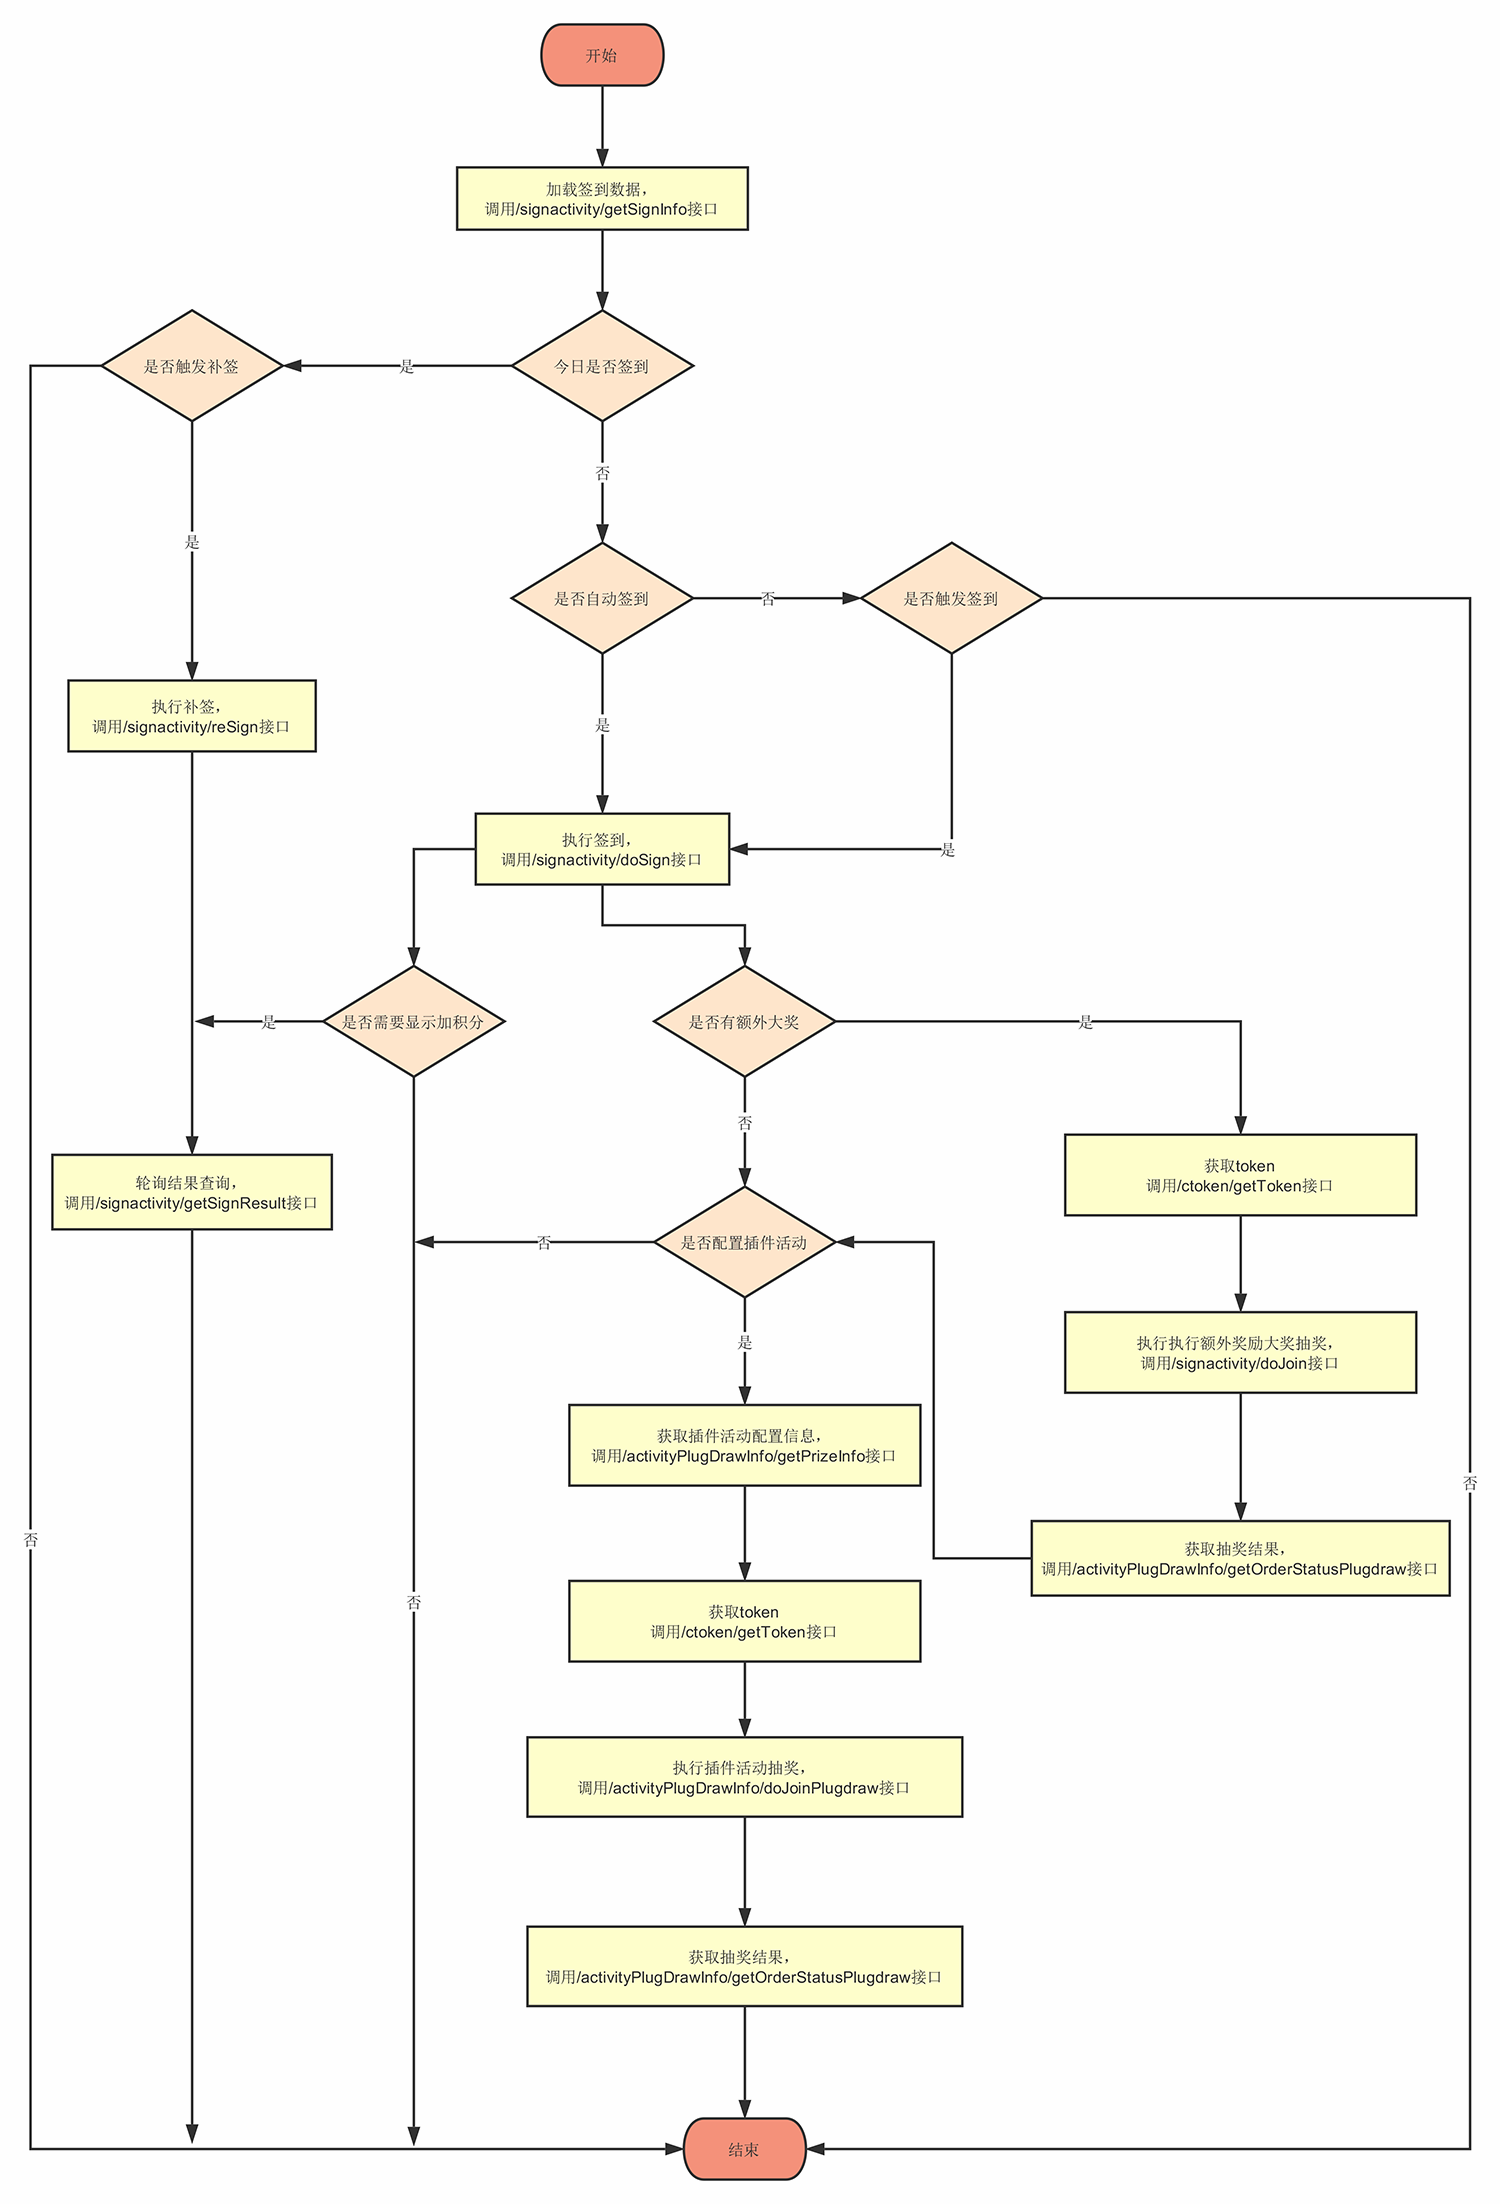 开始
加载签到数据，
调用/signactivity/getSignInfo接口
是否触发补签
是
今日是否签到
否
是
是否自动签到
否
是否触发签到
执行补签，
调用/signactivity/reSign接口
是
执行签到，
调用/signactivity/doSign接口
是
是
是否需要显示加积分
是否有额外大奖
是
否
轮询结果查询，
调用/signactivity/getSignResult接口
获取token
调用/ctoken/getToken接口
否
是否配置插件活动
是
执行执行额外奖励大奖抽奖，
调用/signactivity/doJoin接口
获取插件活动配置信息，
调用/activityPlugDrawInfo/getPrizeInfo接口
否
否
获取抽奖结果，
调用/activityPlugDrawInfo/getOrderStatusPlugdraw接口
否
获取token
调用/ctoken/getToken接口
执行插件活动抽奖，
调用/activityPlugDrawInfo/doJoinPlugdraw接口
获取抽奖结果，
调用/activityPlugDrawInfo/getOrderStatusPlugdraw接口
结束